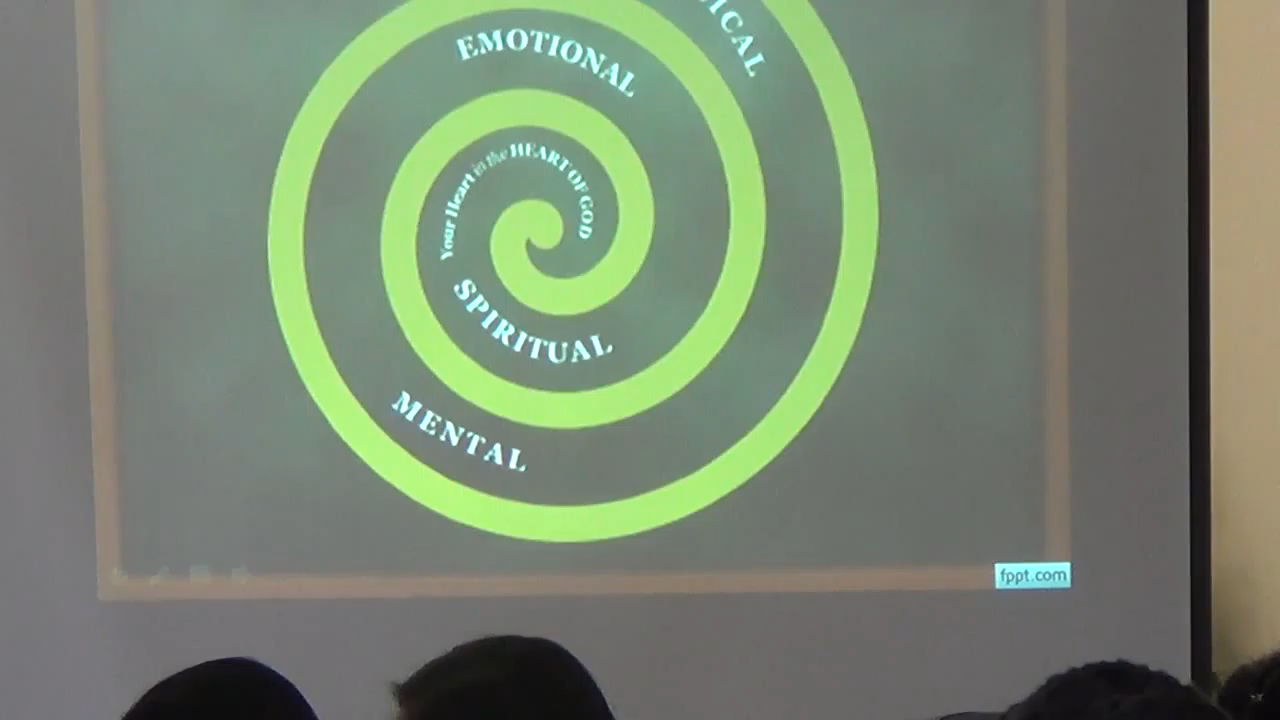 EMOTIONAL
Your Heart in the HEART OF GOD
SPIRITUAL
MENTAL
fppt.com